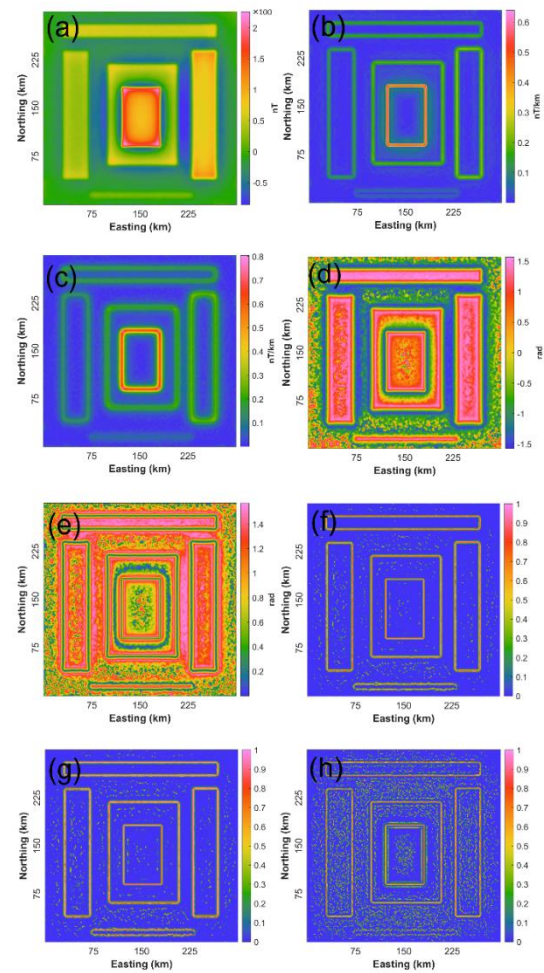 (a)
×100
2
1.5
1
0.5
0
-0.5
nT
225
150
75
Northing (km)
75 150 225
Easting (km)
(b)
0.6
0.5
0.4
0.3
0.2
0.1
nT/km
225
150
75
Northing (km)
75 150 225
Easting (km)
(c)
0.8
0.7
0.6
0.5
0.4
0.3
0.2
0.1
nT/km
225
150
75
Northing (km)
75 150 225
Easting (km)
(d)
1.5
1
0.5
0
-0.5
-1
-1.5
rad
225
150
75
Northing (km)
75 150 225
Easting (km)
(e)
1.4
1.2
1
0.8
0.6
0.4
0.2
rad
225
150
75
Northing (km)
75 150 225
Easting (km)
(f)
1
0.9
0.8
0.7
0.6
0.5
0.4
0.3
0.2
0.1
0
225
150
75
Northing (km)
75 150 225
Easting (km)
(g)
1
0.9
0.8
0.7
0.6
0.5
0.4
0.3
0.2
0.1
0
225
150
75
Northing (km)
75 150 225
Easting (km)
(h)
1
0.9
0.8
0.7
0.6
0.5
0.4
0.3
0.2
0.1
0
225
150
75
Northing (km)
75 150 225
Easting (km)